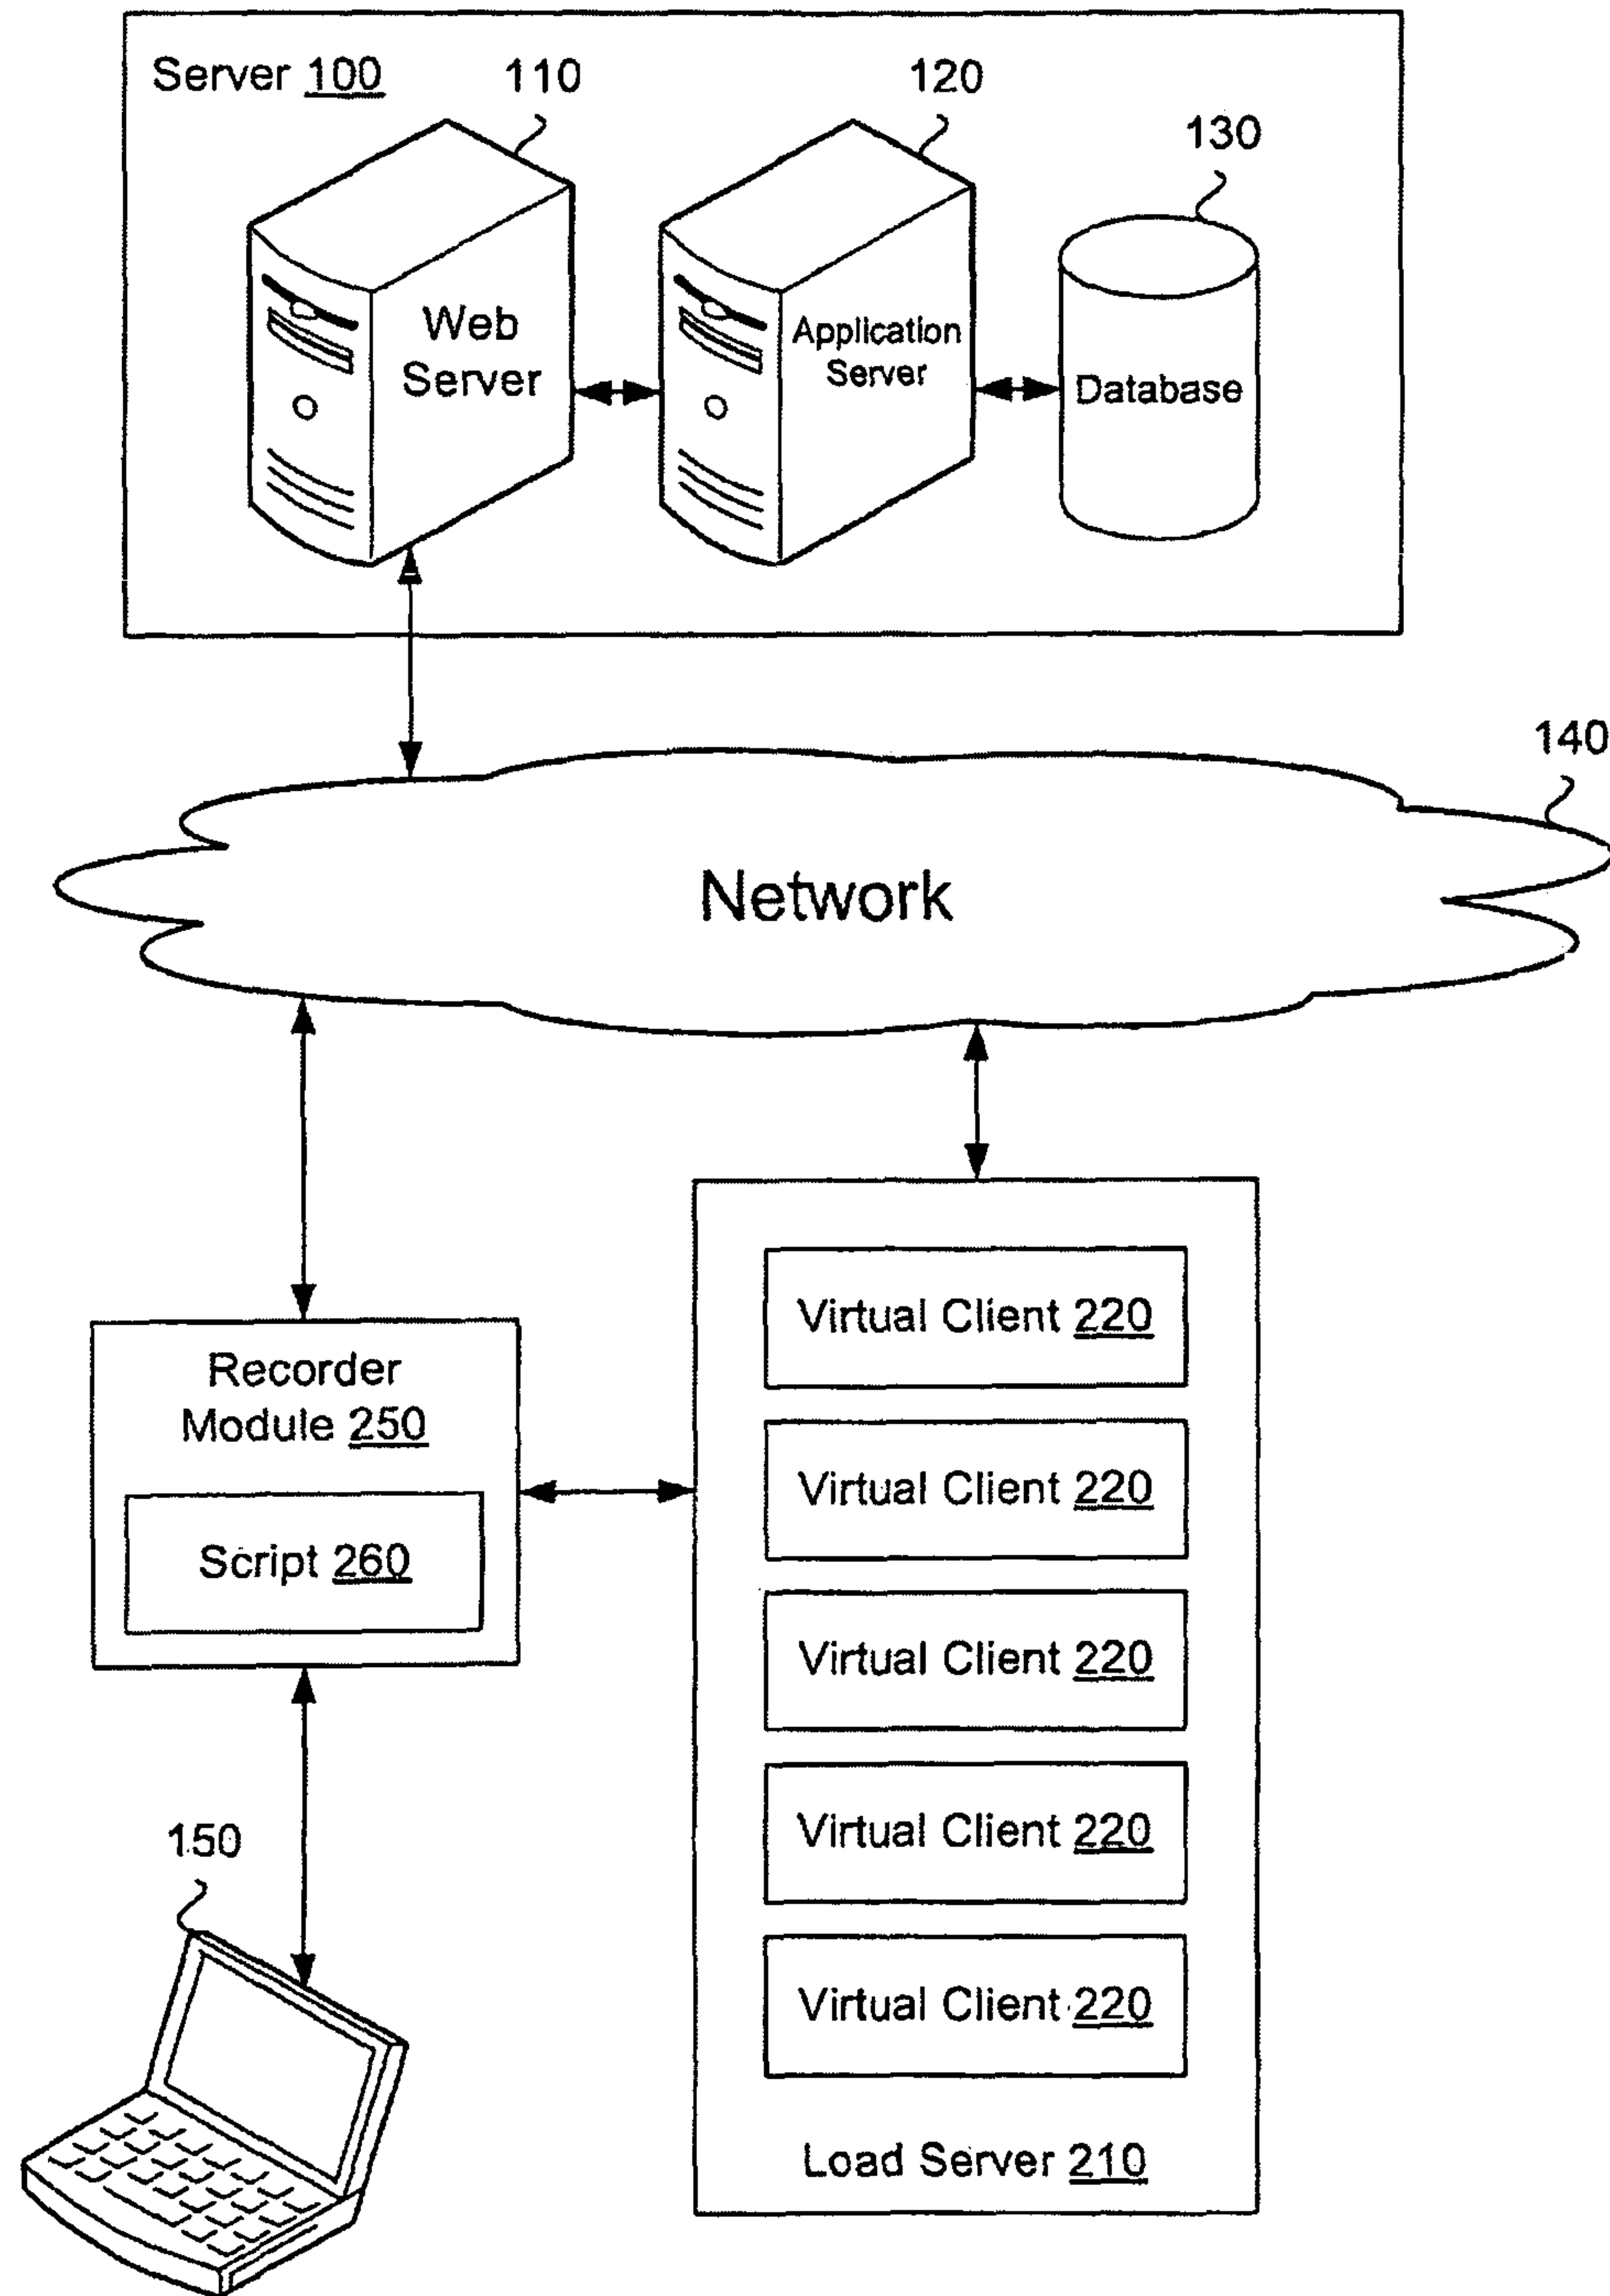 Server 100
110
120
130
Web
Server
Application
Server
Database
140
Network
Recorder
Module 250
Script 260
150
Virtual Client 220
Virtual Client 220
Virtual Client 220
Virtual Client 220
Virtual Client 220
Load Server 210